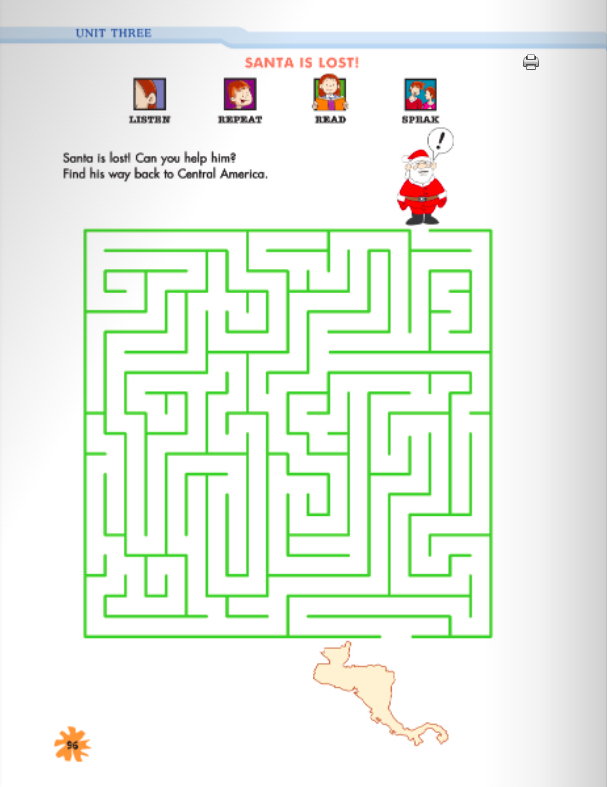 UNIT THREE
SANTA IS LOST!
LISTEN REPEAT READ SPEAK
!
Santa is lost! Can you help him?
Find his way back to Central America.
96